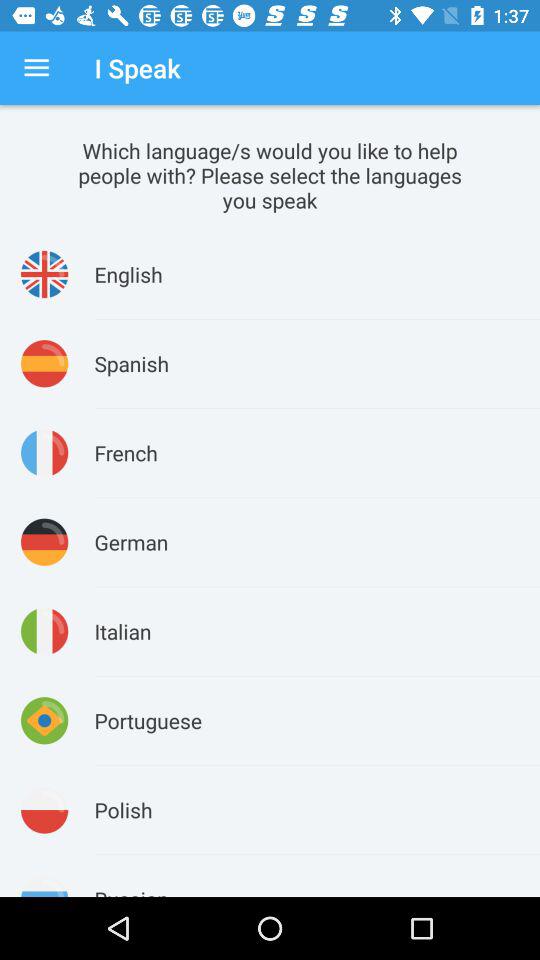 1:37
I Speak
Which language/s would you like to help
people with? Please select the languages
you speak
English
Spanish
French
German
Italian
Portuguese
Polish
Russian